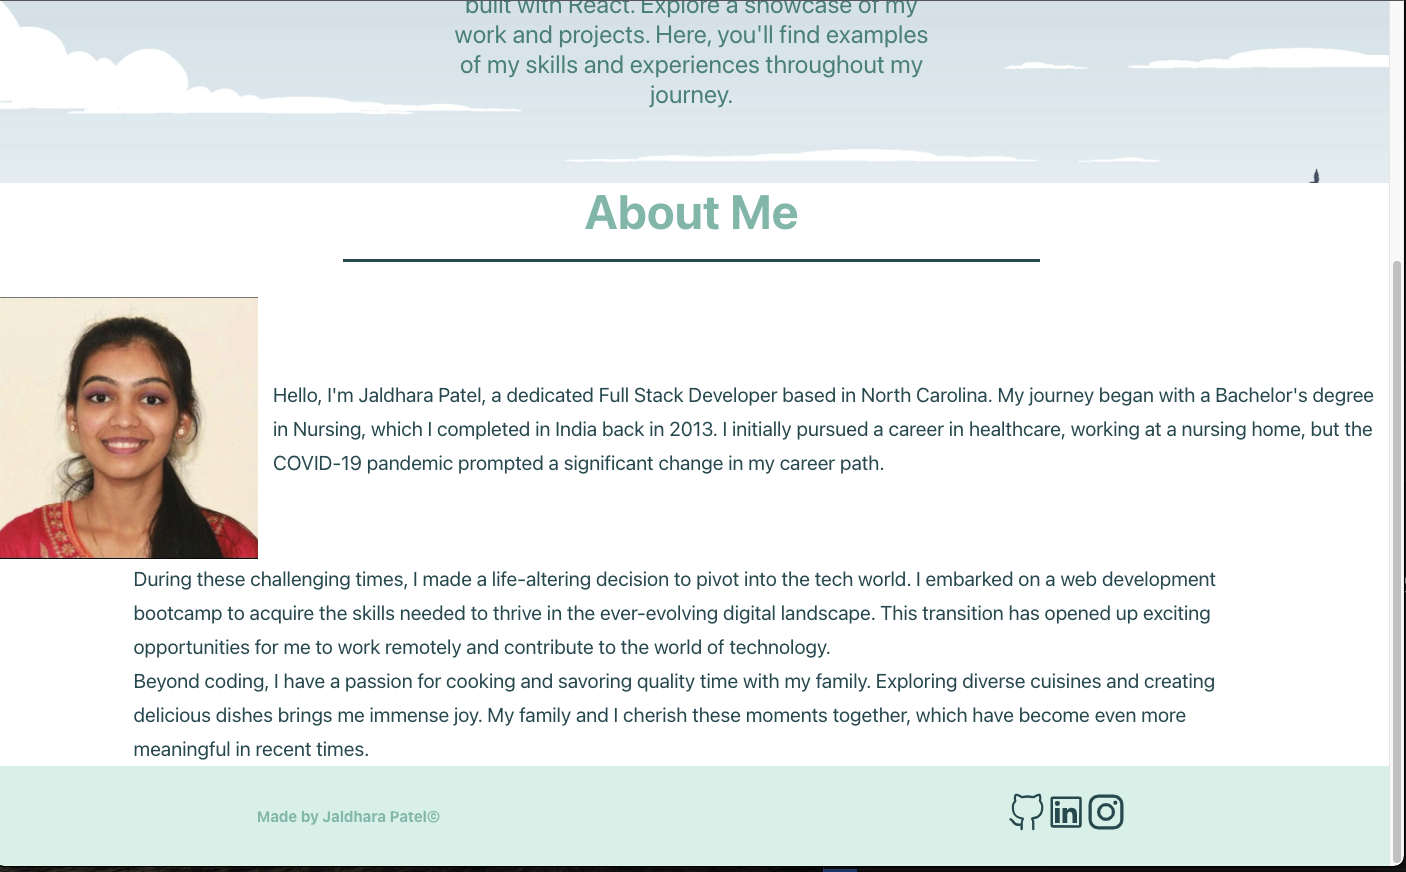 built with React. Explore a showcase of my
work and projects. Here, you'll find examples
of my skills and experiences throughout my
journey.
About Me
Hello, I'm Jaldhara Patel, a dedicated Full Stack Developer based in North Carolina. My journey began with a Bachelor's degree
in Nursing, which I completed in India back in 2013. I initially pursued a career in healthcare, working at a nursing home, but the
COVID-19 pandemic prompted a significant change in my career path.
During these challenging times, I made a life-altering decision to pivot into the tech world. I embarked on a web development
bootcamp to acquire the skills needed to thrive in the ever-evolving digital landscape. This transition has opened up exciting
opportunities for me to work remotely and contribute to the world of technology.
Beyond coding, I have a passion for cooking and savoring quality time with my family. Exploring diverse cuisines and creating
delicious dishes brings me immense joy. My family and I cherish these moments together, which have become even more
meaningful in recent times.
Made by Jaldhara Patel©
in